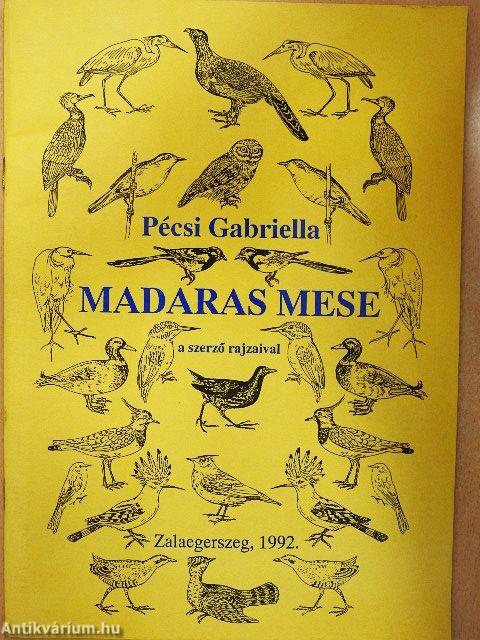 Pécsi Gabriella
MADARAS MESE
a szerző rajzaival
Zalaegerszeg, 1992.
Antikvárium.hu